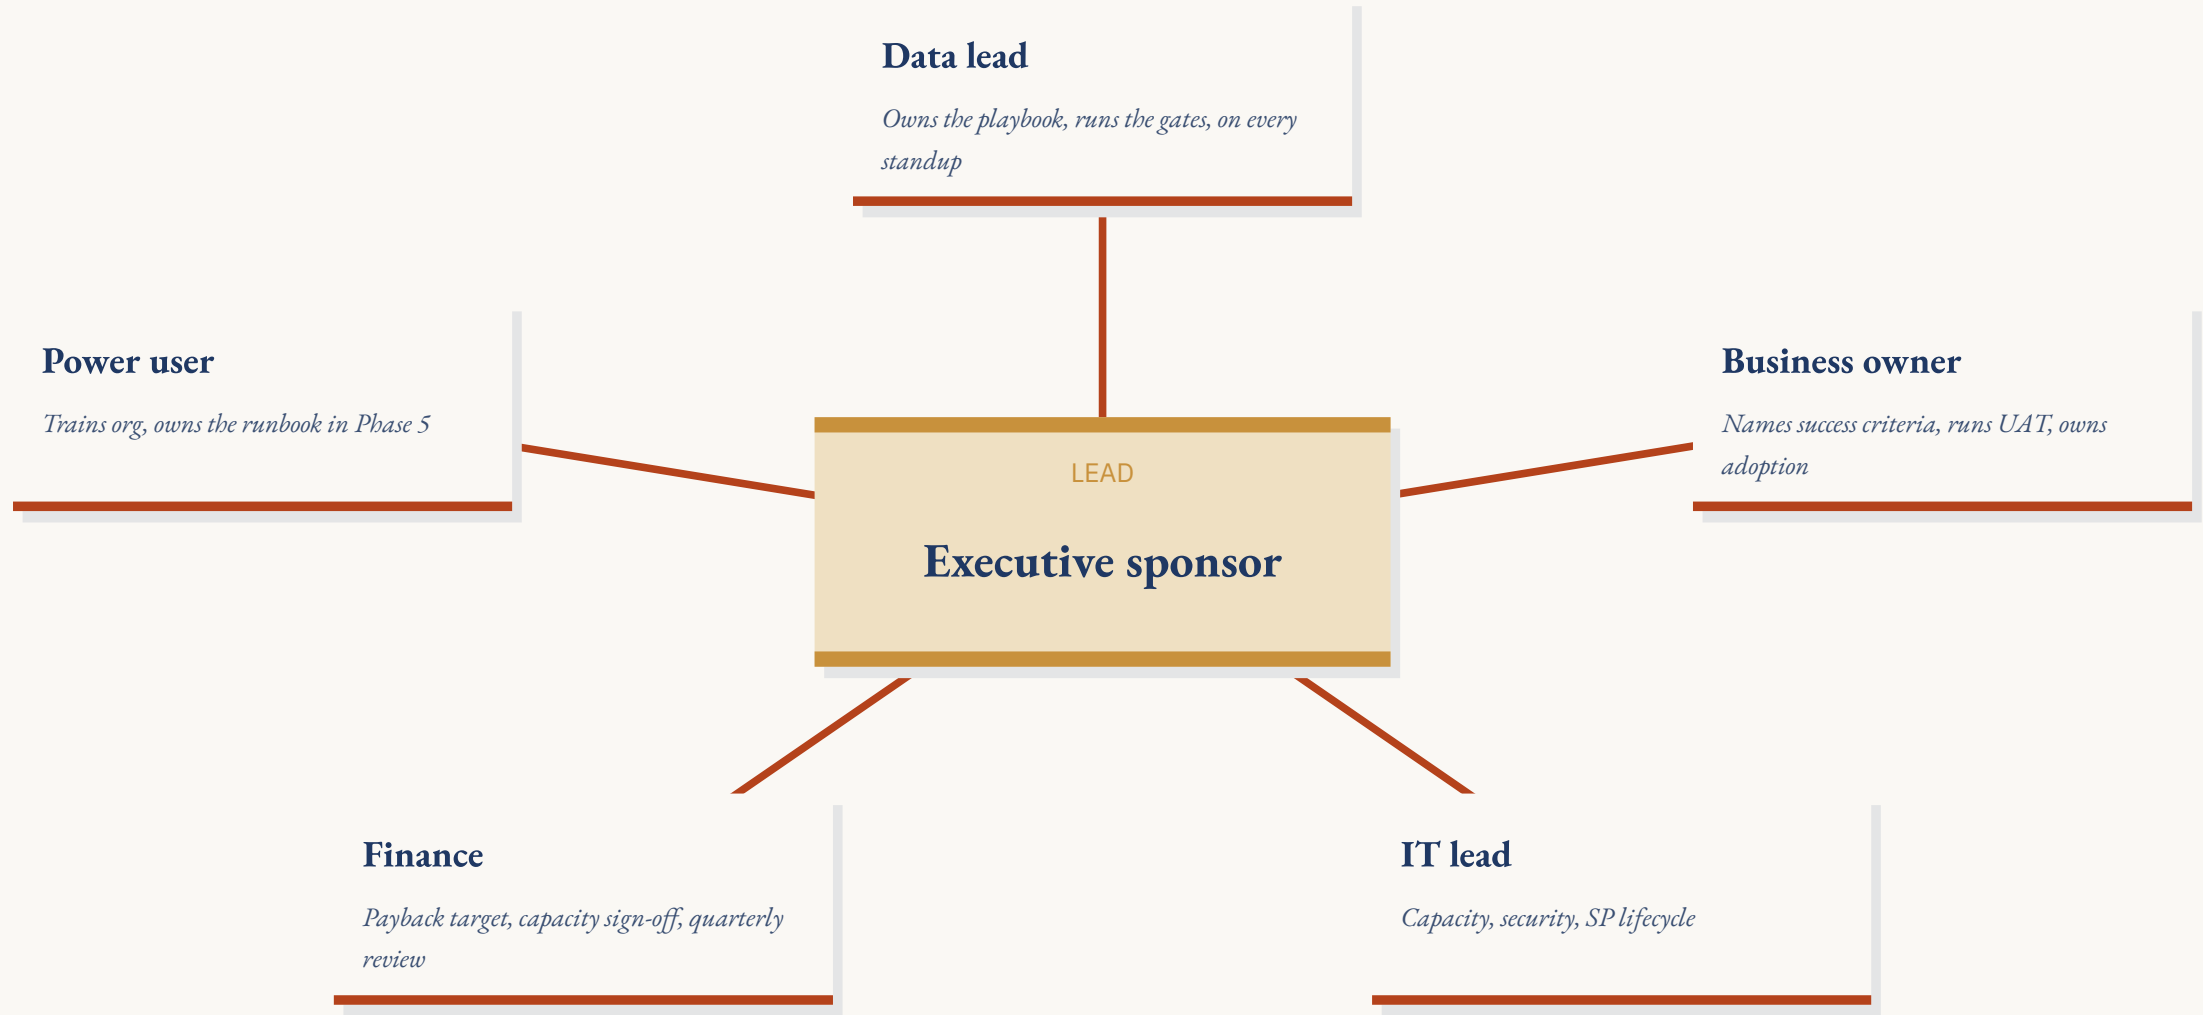 Data lead
Owns the playbook, runs the gates, on every
standup
Power user
Trains org, owns the runbook in Phase 5
Business owner
Names success criteria, runs UAT, owns
adoption
LEAD
Executive sponsor
Finance
Payback target, capacity sign-off, quarterly
review
IT lead
Capacity, security, SP lifecycle